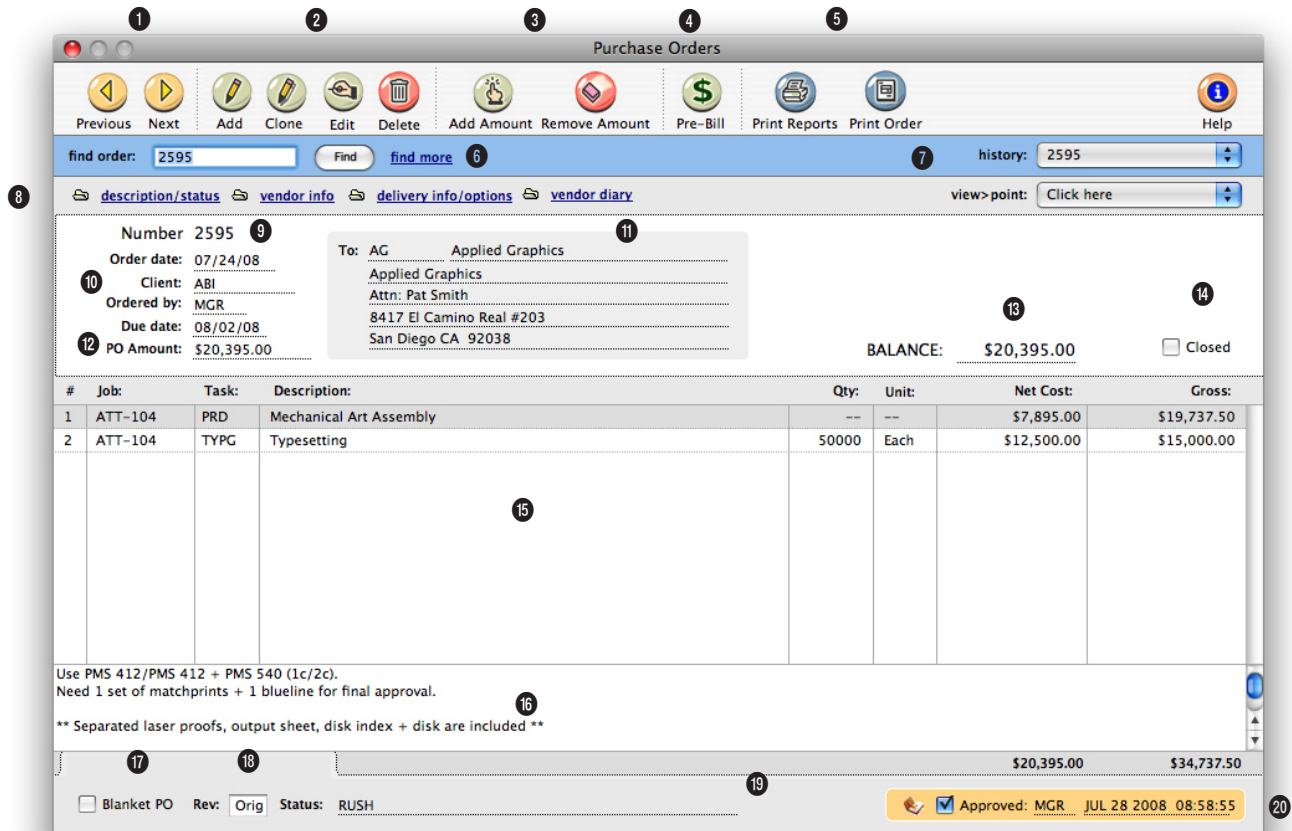 1 2 3 4 5
Purchase Orders
Previous Next Add Clone Edit Delete Add Amount Remove Amount Pre-Bill Print Reports Print Order Help
find order: 2595 Find find more 6 7 history: 2595
8 description/status vendor info delivery info/options vendor diary view>point: Click here
Number 2595 9
Order date: 07/24/08
10 Client: ABI
Ordered by: MGR
Due date: 08/02/08
12 PO Amount: $20,395.00
11
To: AG Applied Graphics
Applied Graphics
Attn: Pat Smith
8417 El Camino Real #203
San Diego CA 92038
13 14
BALANCE: $20,395.00 Closed
# Job: Task: Description: Qty: Unit: Net Cost: Gross:
1 ATT-104 PRD Mechanical Art Assembly -- -- $7,895.00 $19,737.50
2 ATT-104 TYPG Typesetting 50000 Each $12,500.00 $15,000.00
15
Use PMS 412/PMS 412 + PMS 540 (1c/2c).
Need 1 set of matchprints + 1 blueline for final approval.
16
** Separated laser proofs, output sheet, disk index + disk are included **
17 18 $20,395.00 $34,737.50
19
Blanket PO Rev: Orig Status: RUSH Approved: MGR JUL 28 2008 08:58:55 20